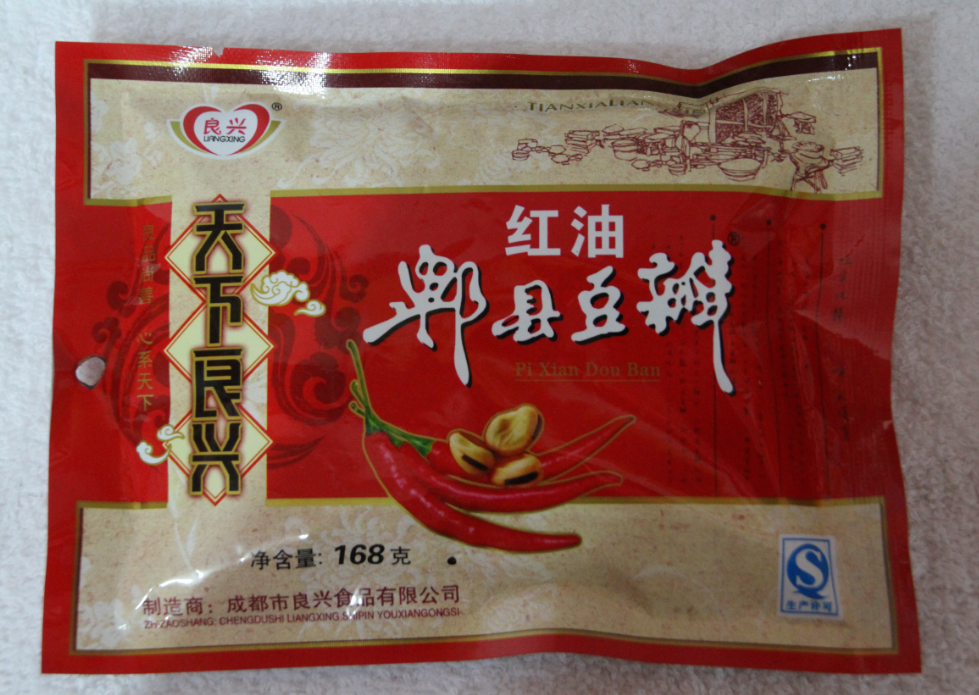 良兴
LIANGXING
®
TIANXIALIAN
天下良兴
心系天下
红油
郫县豆瓣®
Pi Xian Dou Ban
净含量: 168克
制造商：成都市良兴食品有限公司
ZHIZAOSHANG: CHENGDUSHI LIANGXING SHIPIN YOUXIANGONGSI
S
生产许可